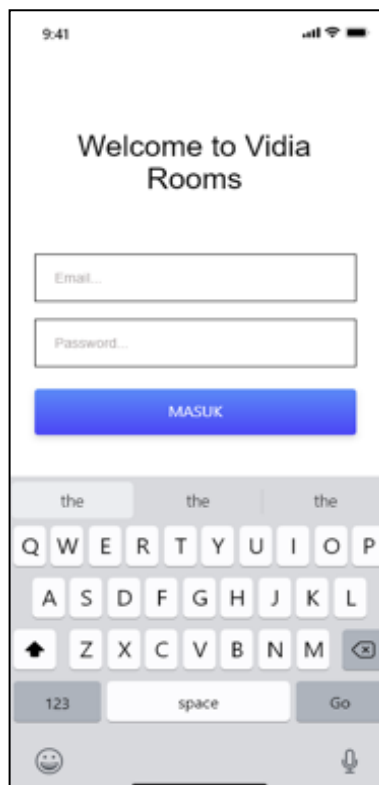 9:41
Welcome to Vidia
Rooms
Email...
Password...
MASUK
the the the
Q W E R T Y U I O P
A S D F G H J K L
Z X C V B N M
123 space Go